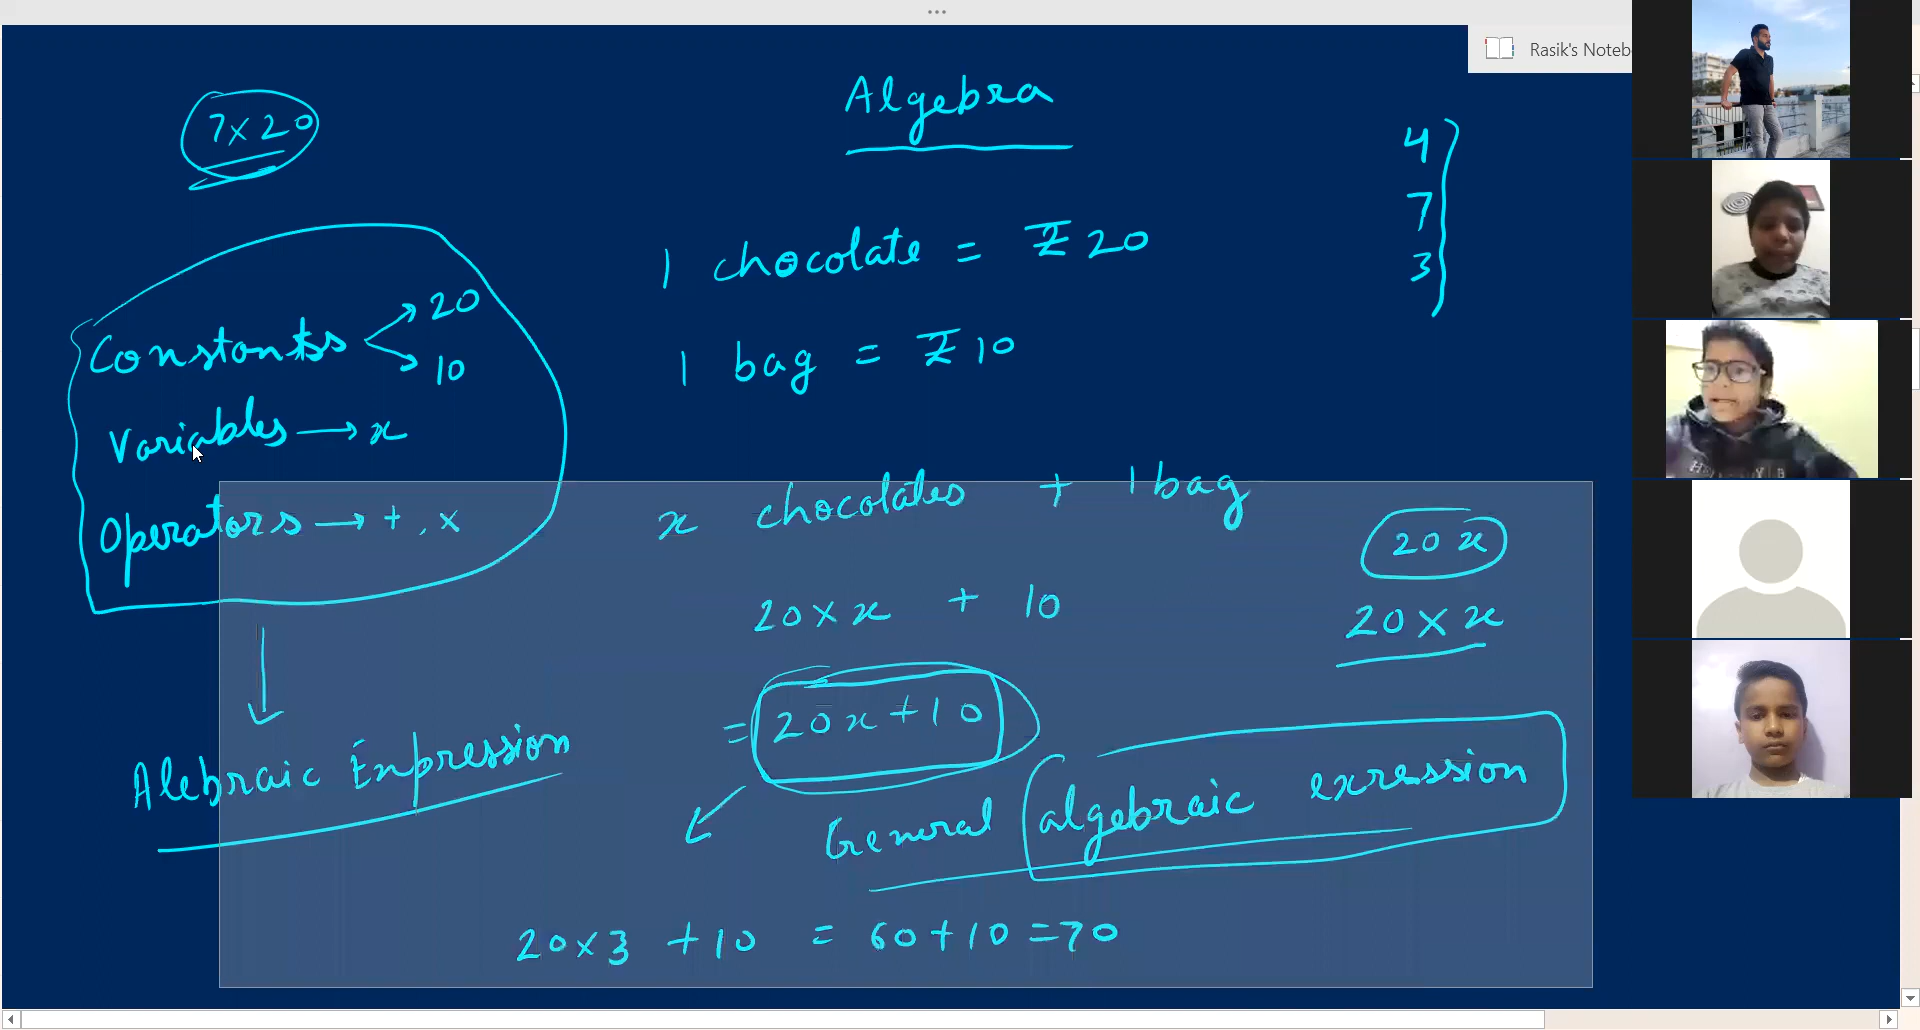 Rasik's Noteb
Algebra
7 x 20
4
7
3
1 chocolate = ₹ 20
1 bag = ₹ 10
Constants → 20
→ 10
Variables → x
Operators → + , x
x chocolates + 1 bag
20 x
20 × x + 10
20 × x
= 20x + 10
Alebraic Expression
General algebraic exression
20 × 3 + 10 = 60 + 10 = 70